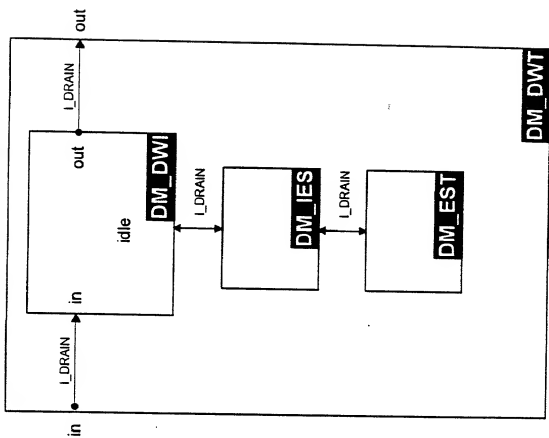 in
I_DRAIN
in
idle
out
I_DRAIN
out
DM_DWI
I_DRAIN
DM_IES
I_DRAIN
DM_EST
DM_DWT